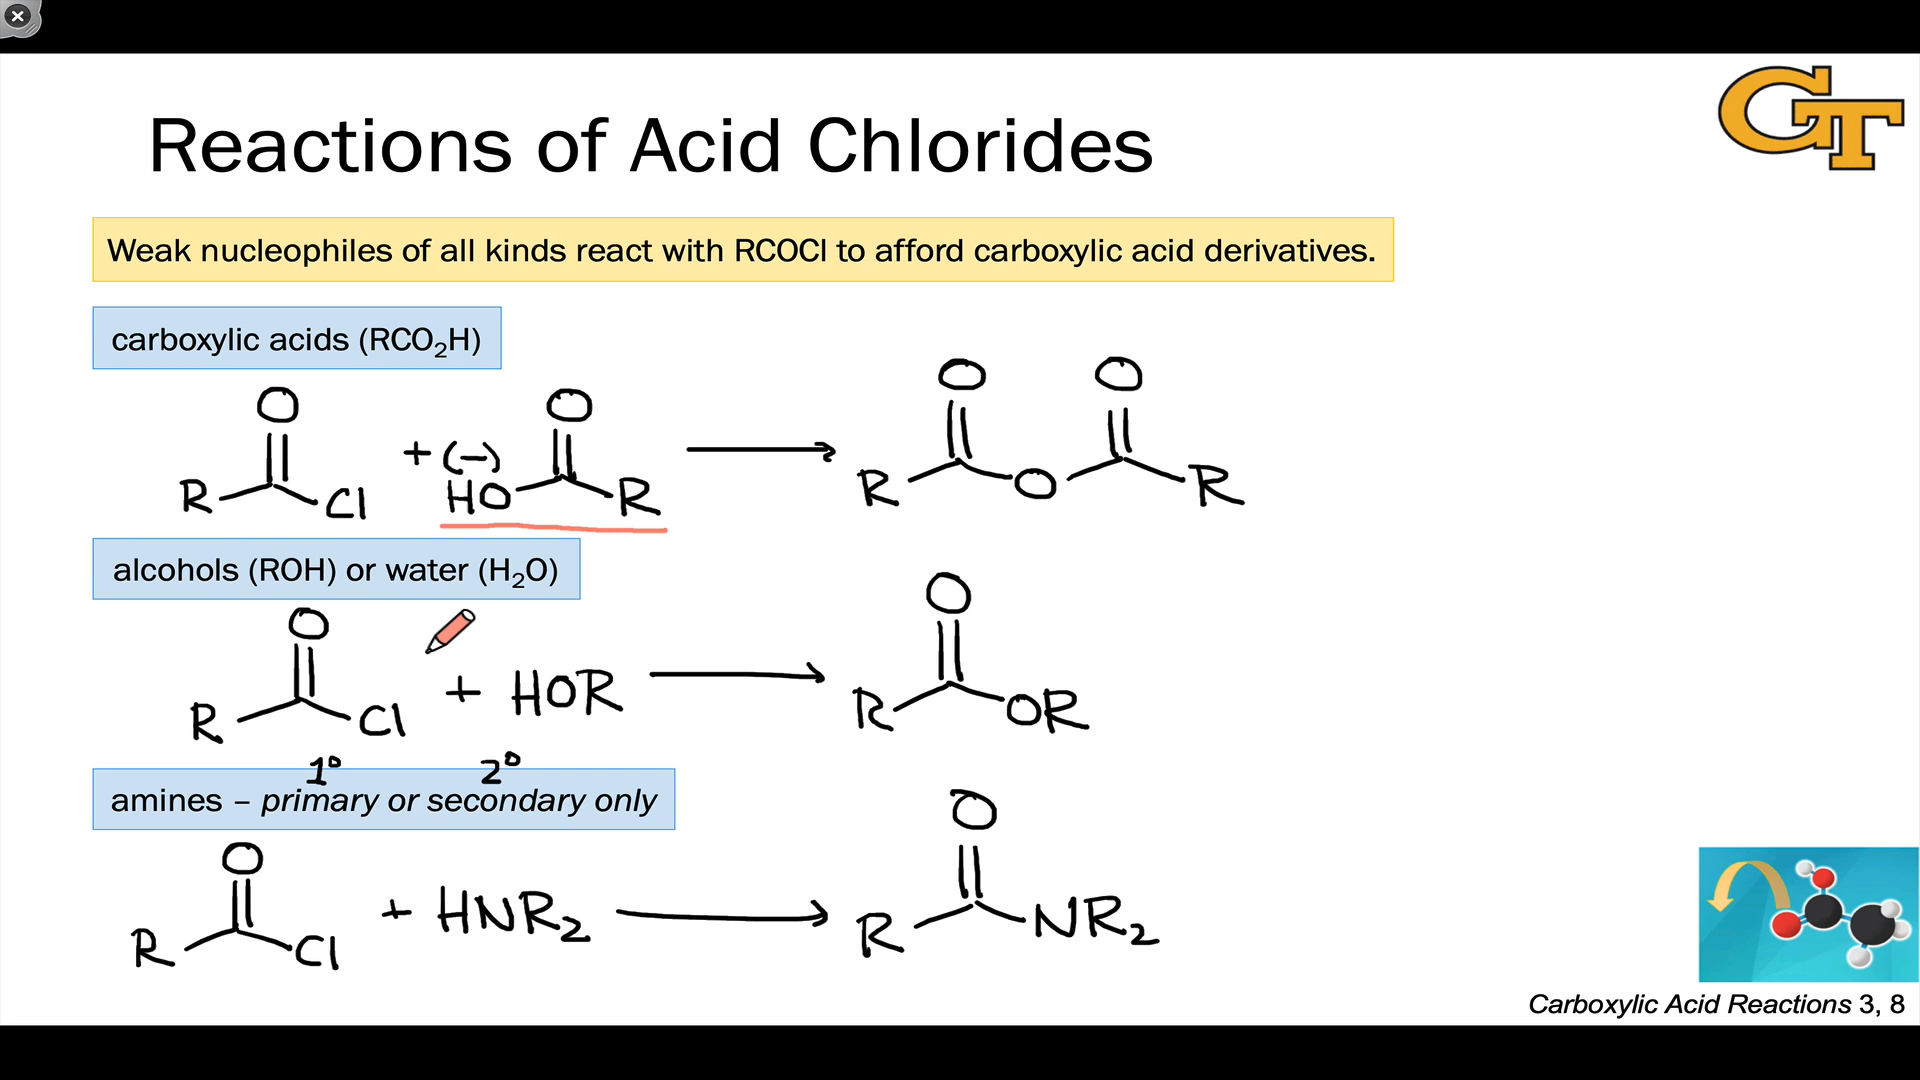 GT
Reactions of Acid Chlorides
Weak nucleophiles of all kinds react with RCOCl to afford carboxylic acid derivatives.
carboxylic acids (RCO₂H)
O O O O
R Cl + (–) HO R R O R
alcohols (ROH) or water (H₂O)
O O
R Cl + HOR R OR
1° 2°
amines – primary or secondary only
O O
R Cl + HNR₂ R NR₂
Carboxylic Acid Reactions 3, 8